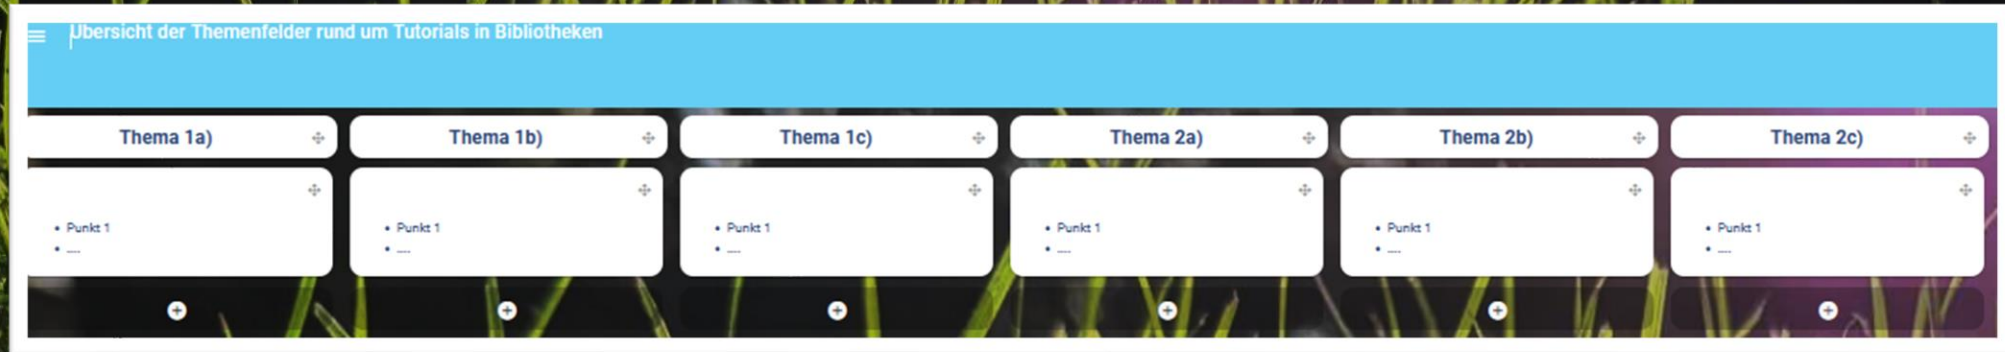 Übersicht der Themenfelder rund um Tutorials in Bibliotheken
Thema 1a)
Thema 1b)
Thema 1c)
Thema 2a)
Thema 2b)
Thema 2c)
• Punkt 1
• ....
• Punkt 1
• ....
• Punkt 1
• ....
• Punkt 1
• ....
• Punkt 1
• ....
• Punkt 1
• ....